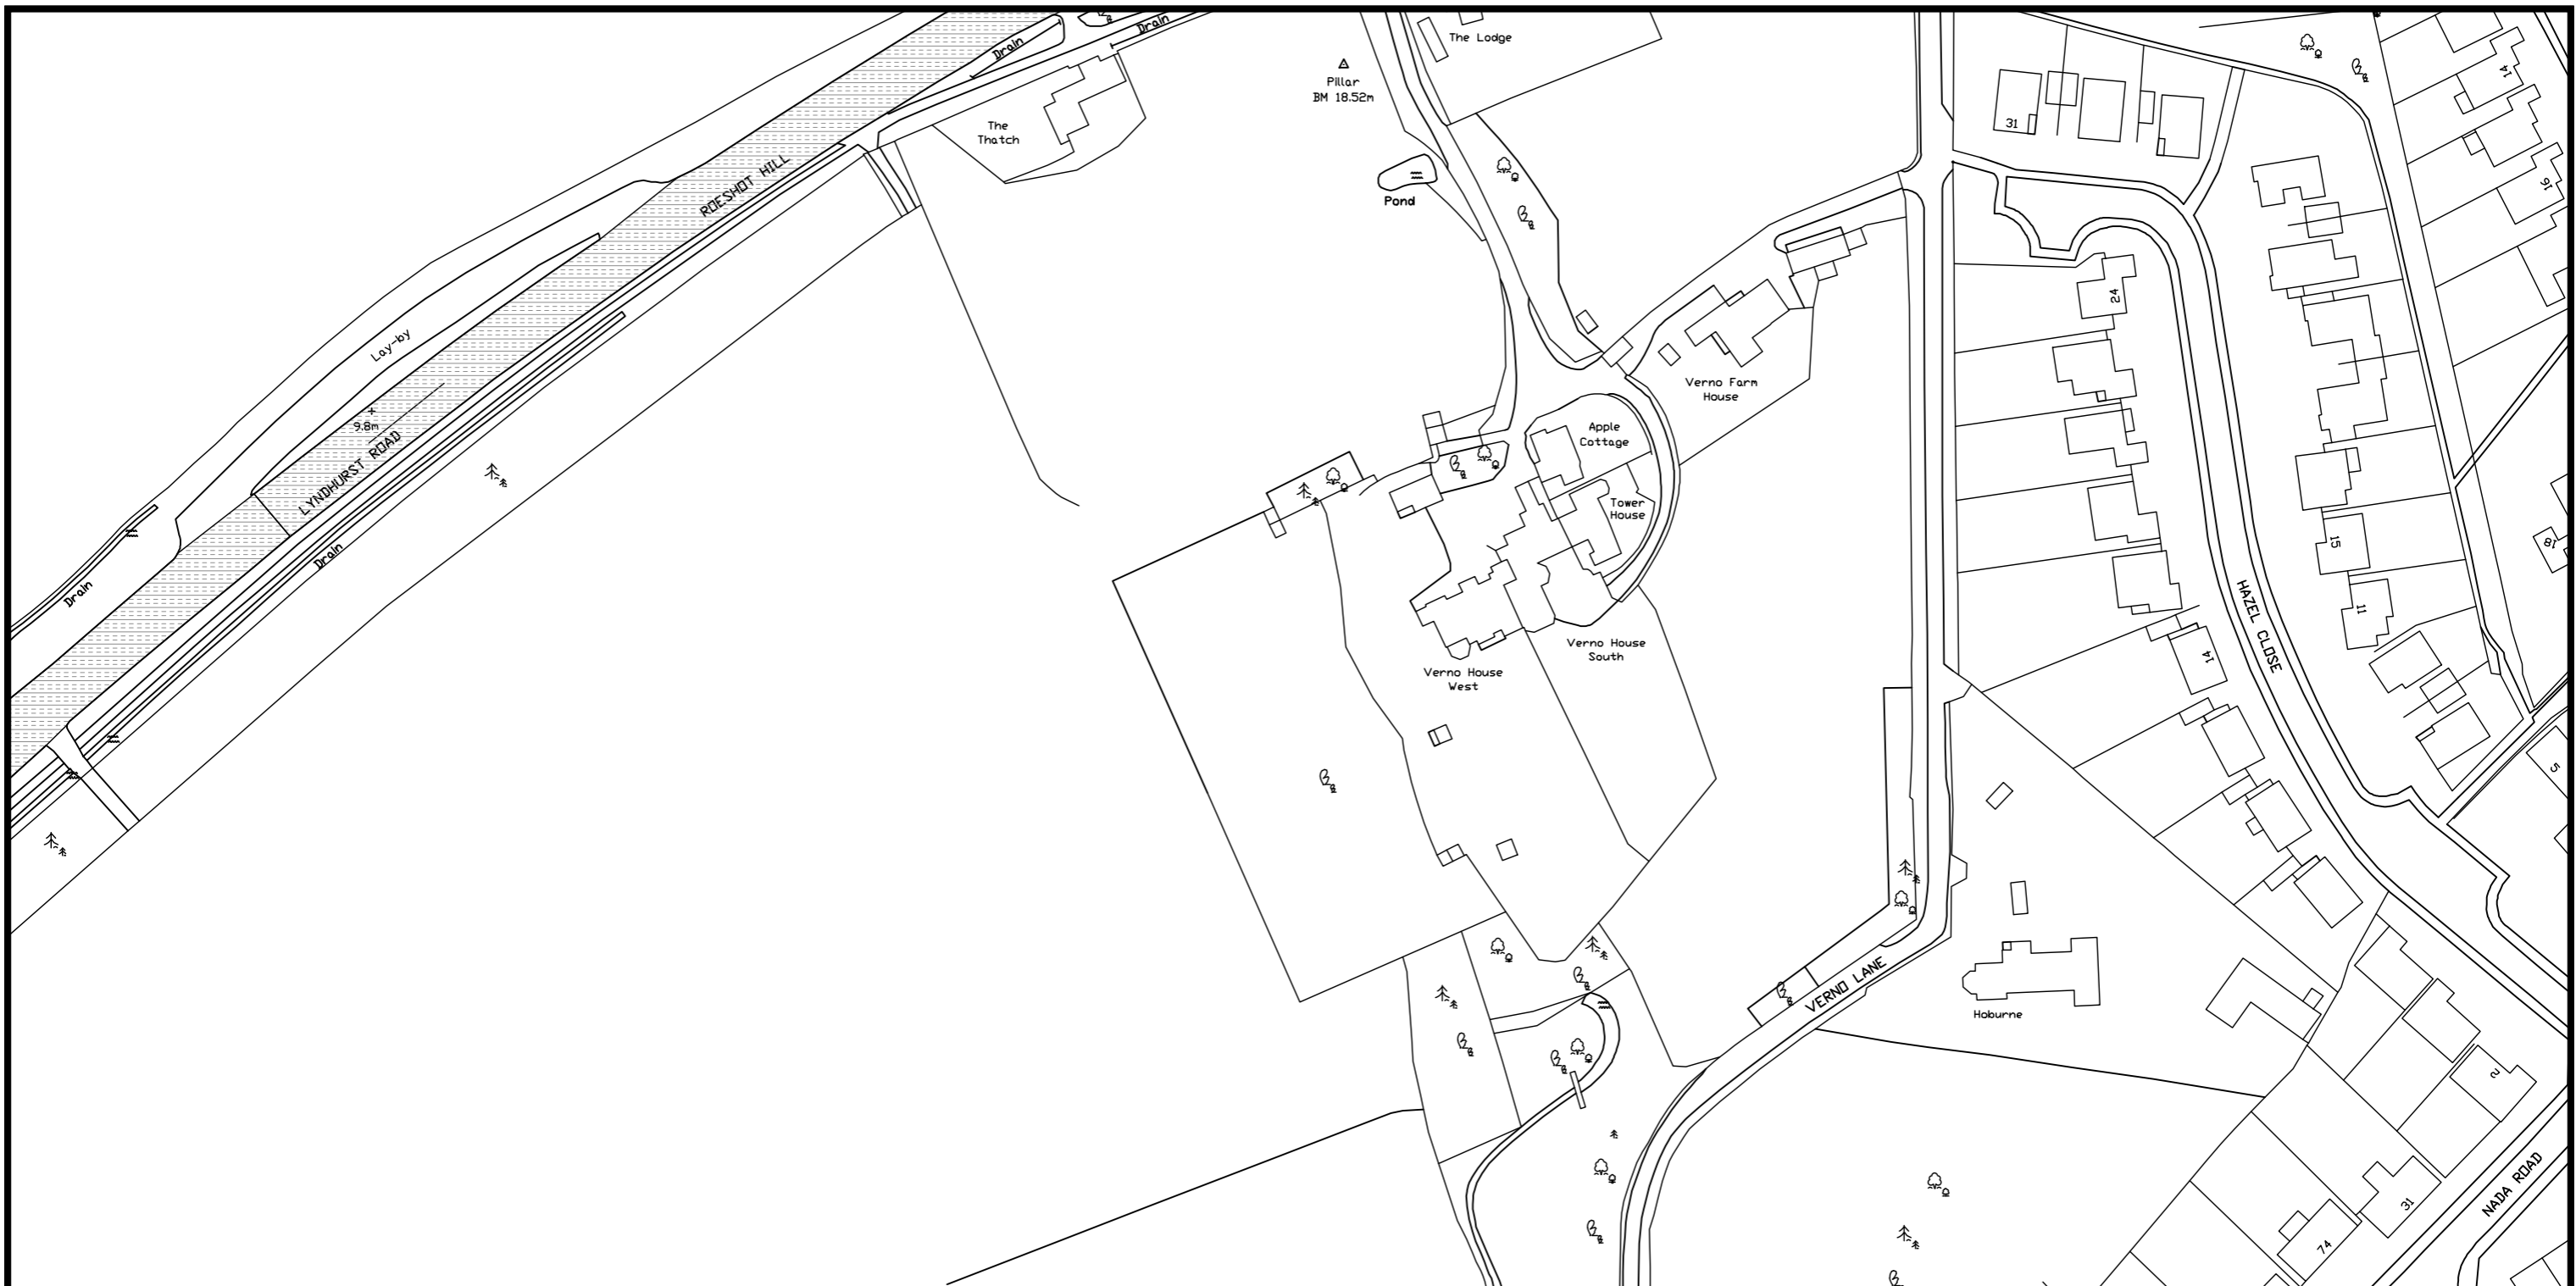 Drain
Drain
The Lodge
Pillar
BM 18.52m
The
Thatch
31
14
ROESHOT HILL
Pond
16
24
Lay-by
9.8m
LYNDHURST ROAD
Verno Farm
House
Apple
Cottage
Tower
House
Drain
Drain
15
18
11
HAZEL CLOSE
14
Verno House
South
Verno House
West
5
VERNO LANE
Hoburne
2
31
NADA ROAD
74